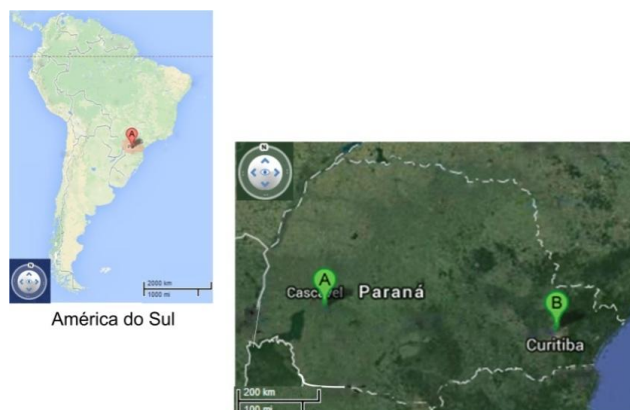 A
N
2000 km
1000 mi
América do Sul
N
A
Cascavel Paraná
B
Curitiba
200 km
100 mi